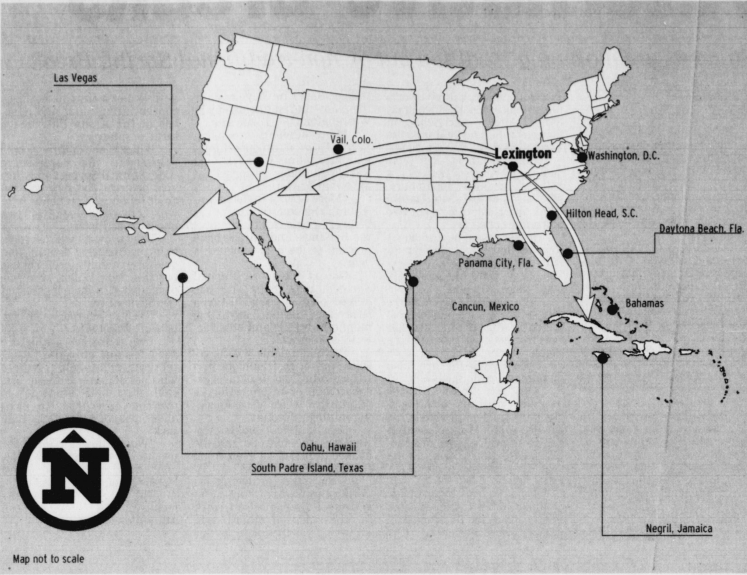 Las Vegas
Vail, Colo.
Lexington
Washington, D.C.
Hilton Head, S.C.
Daytona Beach, Fla.
Panama City, Fla.
Cancun, Mexico
Bahamas
Oahu, Hawaii
South Padre Island, Texas
Negril, Jamaica
N
Map not to scale